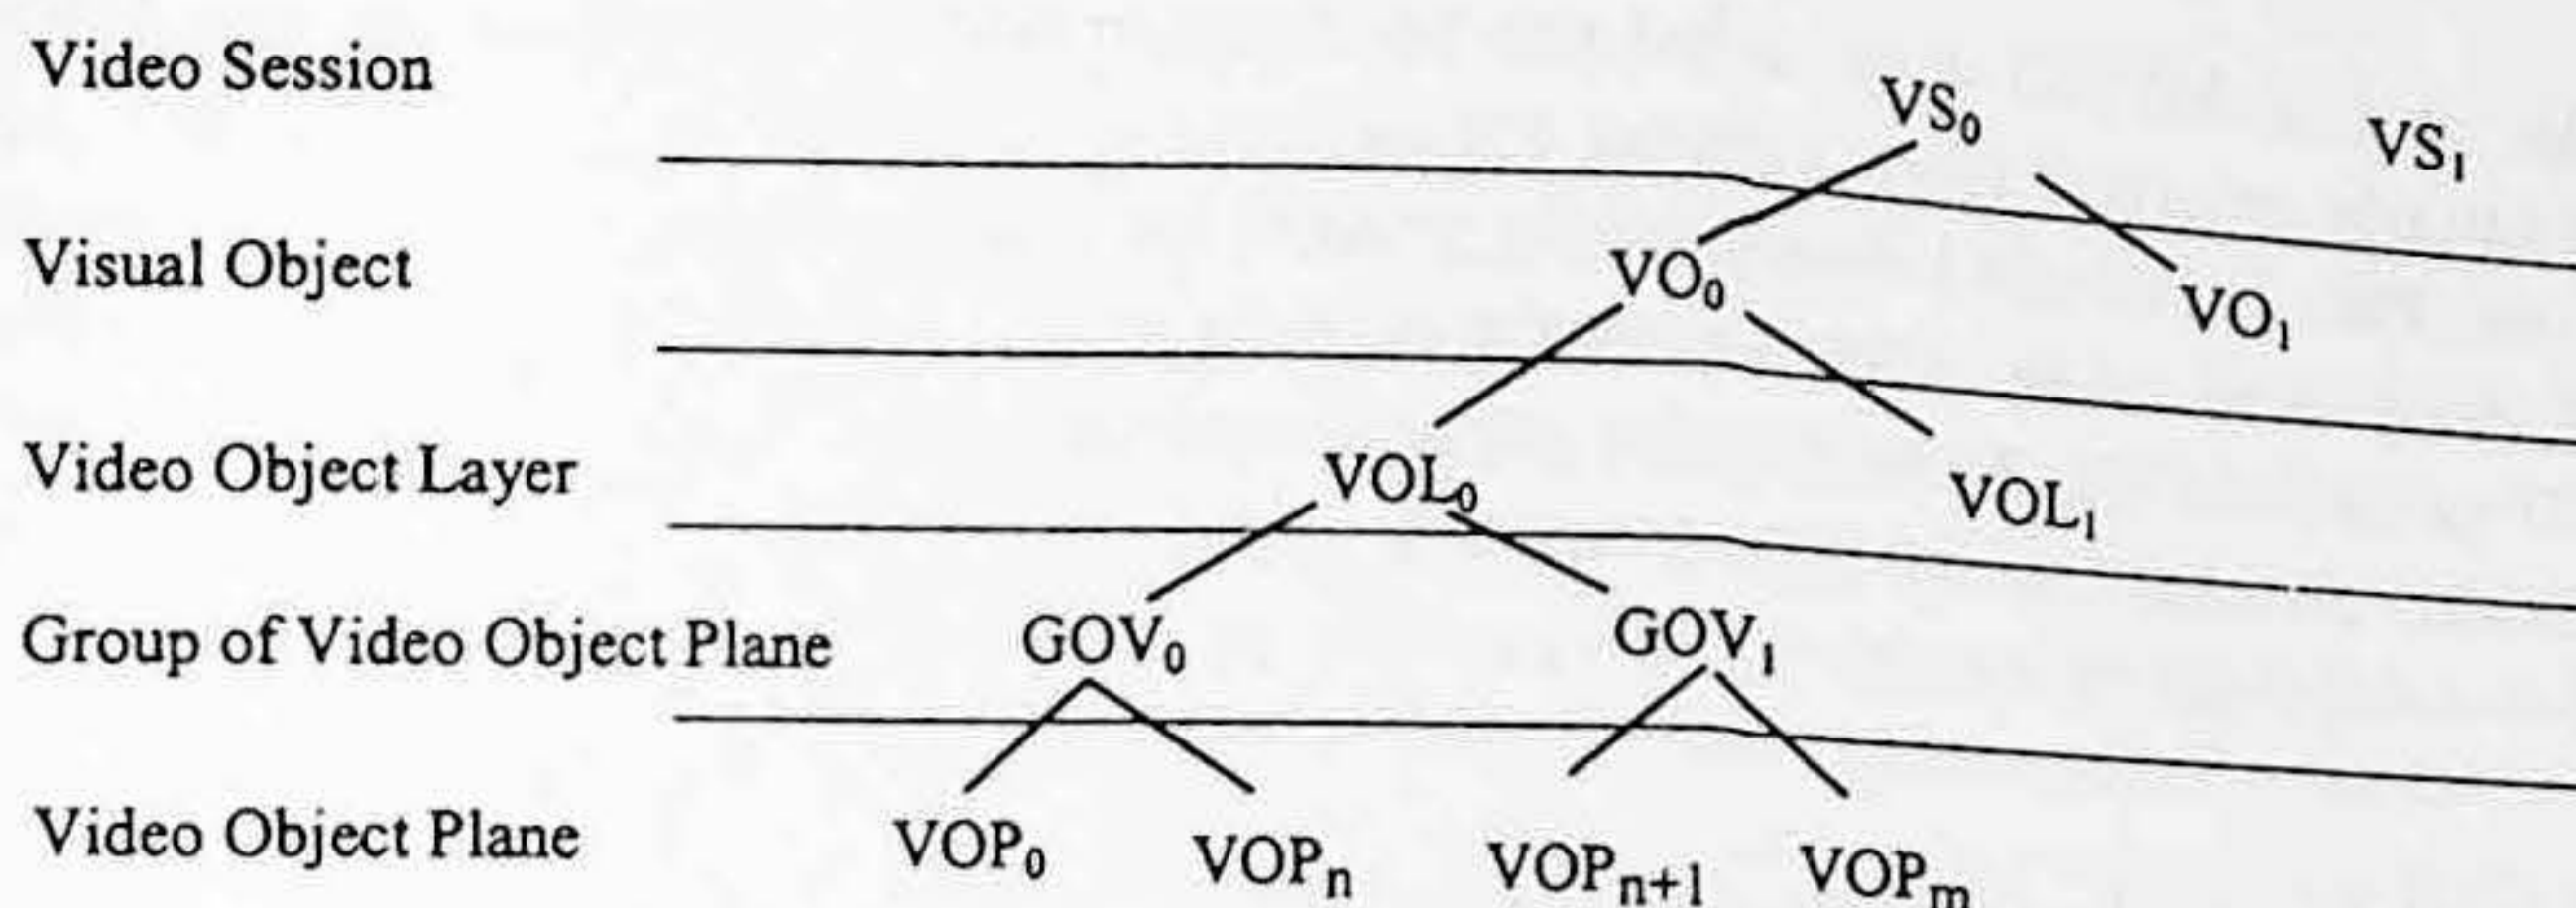 Video Session VS₀ VS₁
Visual Object VO₀ VO₁
Video Object Layer VOL₀ VOL₁
Group of Video Object Plane GOV₀ GOV₁
Video Object Plane VOP₀ VOPₙ VOPₙ₊₁ VOPₘ